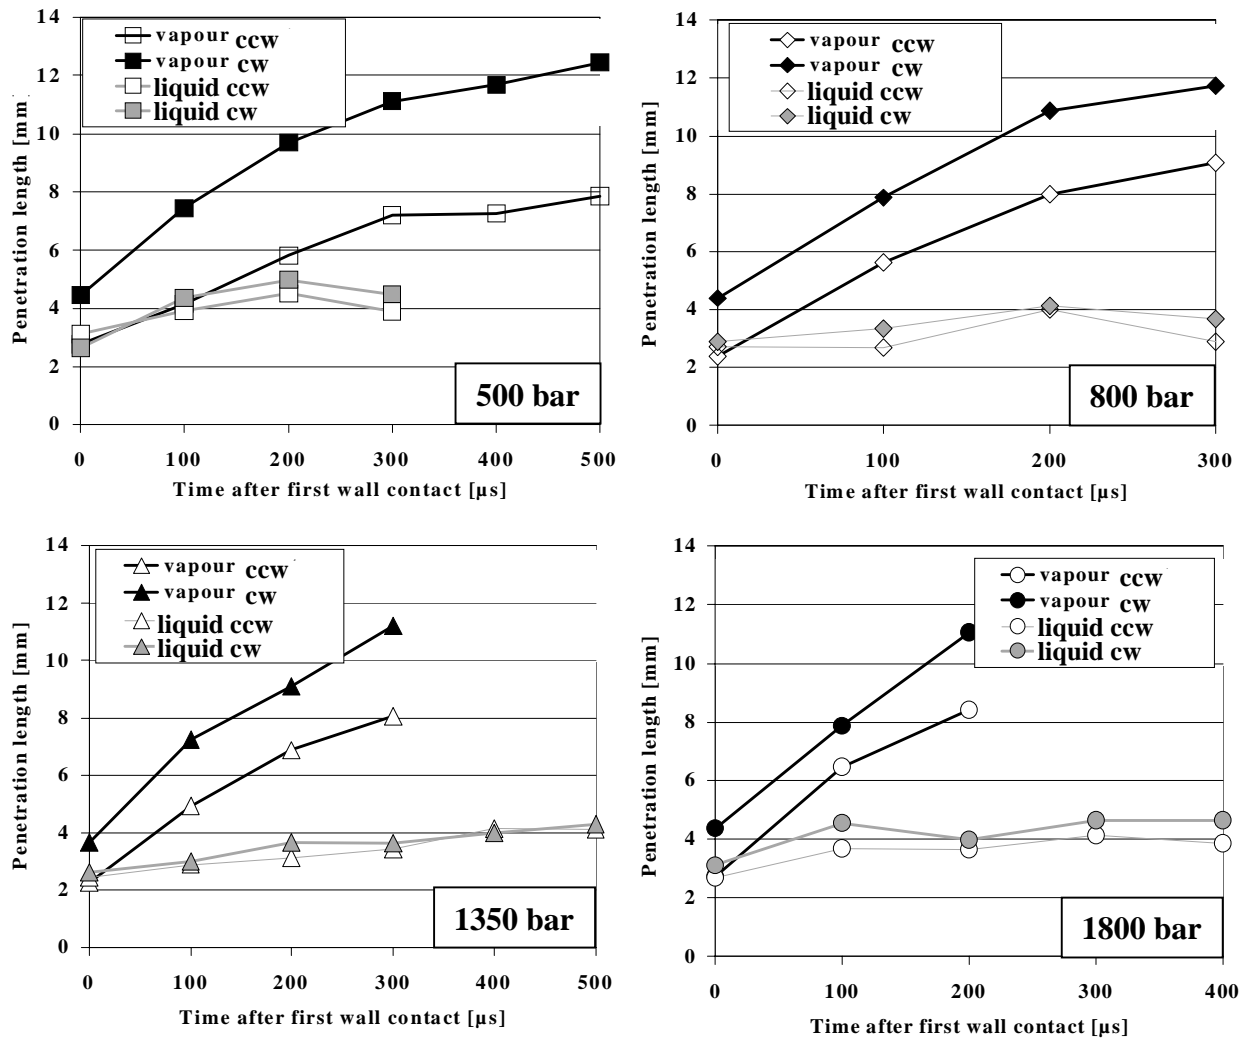 14
12
10
8
6
4
2
0
Penetration length [mm]
vapour ccw
vapour cw
liquid ccw
liquid cw
500 bar
0 100 200 300 400 500
Time after first wall contact [µs]
14
12
10
8
6
4
2
0
Penetration length [mm]
vapour ccw
vapour cw
liquid ccw
liquid cw
800 bar
0 100 200 300
Time after first wall contact [µs]
14
12
10
8
6
4
2
0
Penetration length [mm]
vapour ccw
vapour cw
liquid ccw
liquid cw
1350 bar
0 100 200 300 400 500
Time after first wall contact [µs]
14
12
10
8
6
4
2
0
Penetration length [mm]
vapour ccw
vapour cw
liquid ccw
liquid cw
1800 bar
0 100 200 300 400
Time after first wall contact [µs]